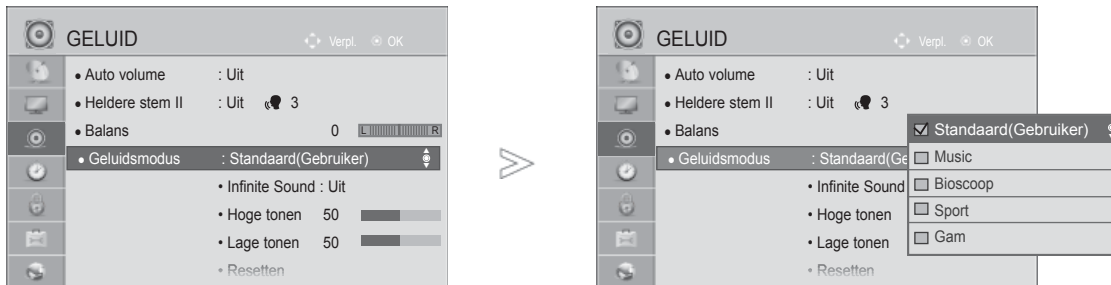 GELUID Verpl. OK
• Auto volume : Uit
• Heldere stem II : Uit 3
• Balans 0 L R
• Geluidsmodus : Standaard(Gebruiker)
• Infinite Sound : Uit
• Hoge tonen 50
• Lage tonen 50
• Resetten
GELUID Verpl. OK
• Auto volume : Uit
• Heldere stem II : Uit 3
• Balans
• Geluidsmodus : Standaard(Ge
• Infinite Sound
• Hoge tonen
• Lage tonen
• Resetten
Standaard(Gebruiker)
Music
Bioscoop
Sport
Gam